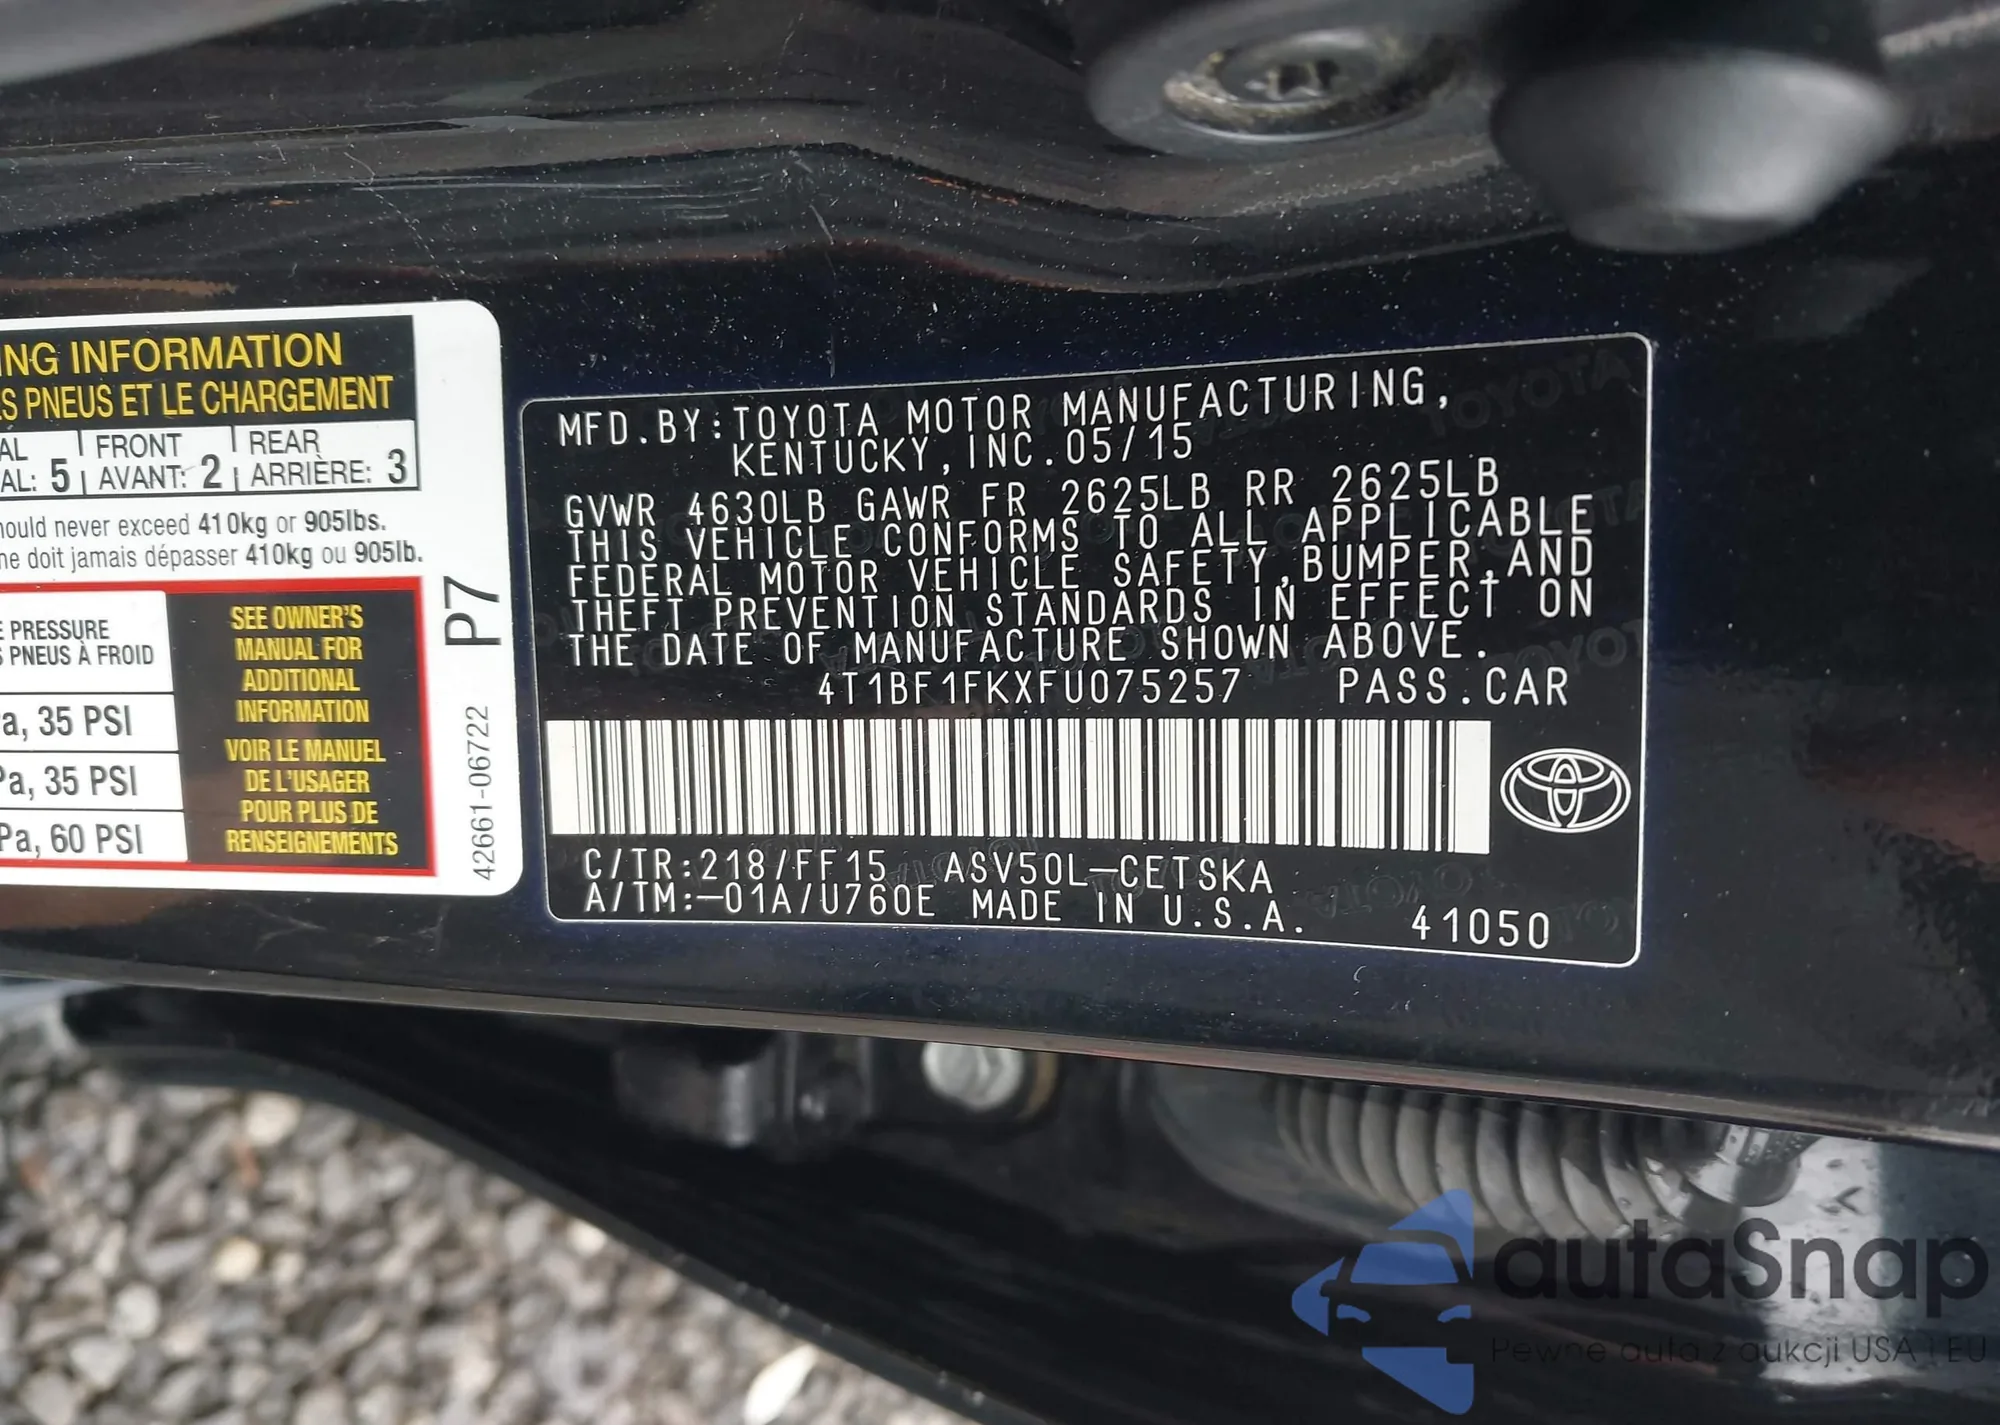 NG INFORMATION
S PNEUS ET LE CHARGEMENT
AL | FRONT | REAR
AL: 5 | AVANT: 2 | ARRIÈRE: 3
ould never exceed 410kg or 905lbs.
ne doit jamais dépasser 410kg ou 905lb.
E PRESSURE
S PNEUS À FROID
a, 35 PSI
Pa, 35 PSI
Pa, 60 PSI
SEE OWNER'S
MANUAL FOR
ADDITIONAL
INFORMATION
VOIR LE MANUEL
DE L'USAGER
POUR PLUS DE
RENSEIGNEMENTS
42661-06722 P7
MFD.BY:TOYOTA MOTOR MANUFACTURING,
KENTUCKY,INC.05/15
GVWR 4630LB GAWR FR 2625LB RR 2625LB
THIS VEHICLE CONFORMS TO ALL APPLICABLE
FEDERAL MOTOR VEHICLE SAFETY,BUMPER,AND
THEFT PREVENTION STANDARDS IN EFFECT ON
THE DATE OF MANUFACTURE SHOWN ABOVE.
4T1BF1FKXFU075257 PASS.CAR
C/TR:218/FF15 ASV50L-CETSKA
A/TM:-01A/U760E MADE IN U.S.A. 41050
autaSnap
Pewne auta z aukcji USA i EU